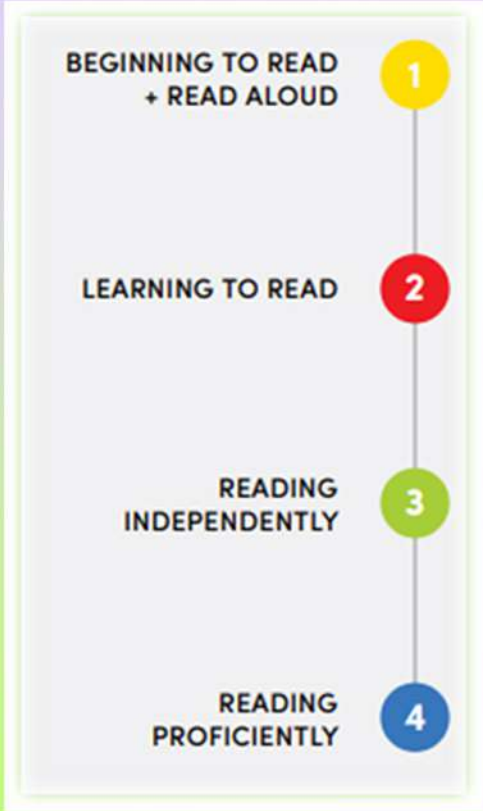 BEGINNING TO READ
+ READ ALOUD
1
LEARNING TO READ
2
READING
INDEPENDENTLY
3
READING
PROFICIENTLY
4